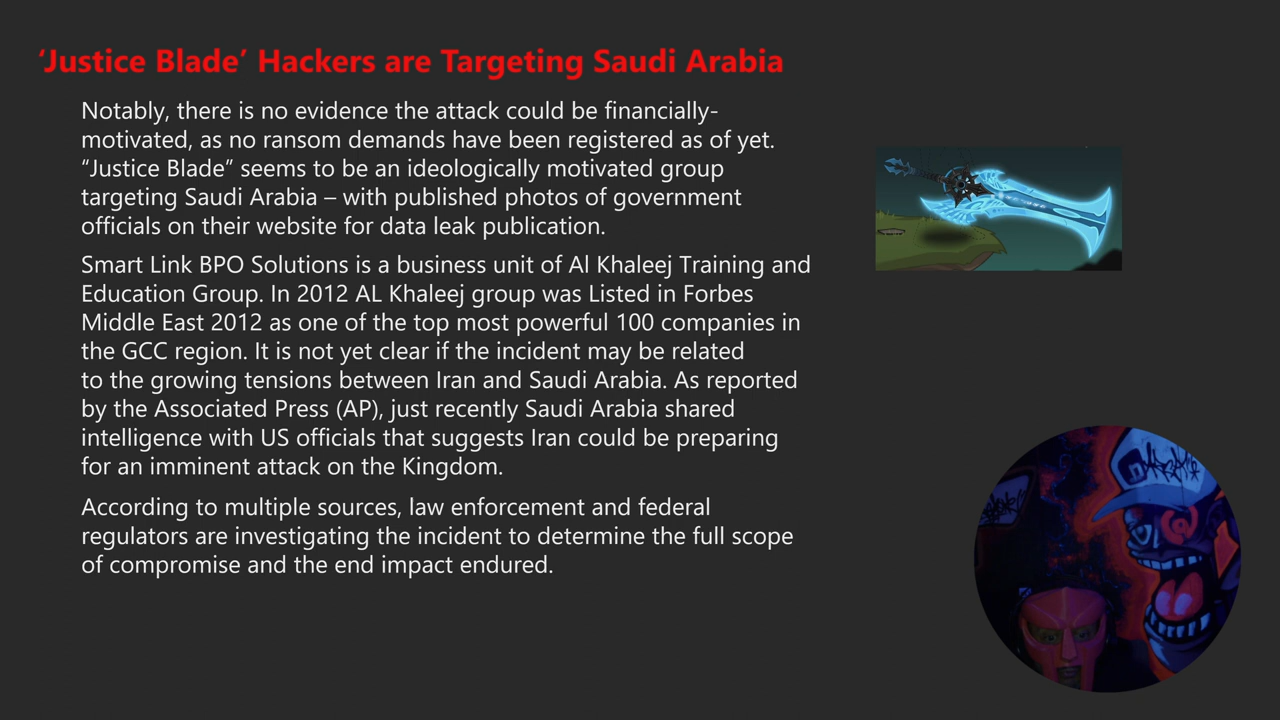 ‘Justice Blade’ Hackers are Targeting Saudi Arabia
Notably, there is no evidence the attack could be financially-
motivated, as no ransom demands have been registered as of yet.
“Justice Blade” seems to be an ideologically motivated group
targeting Saudi Arabia – with published photos of government
officials on their website for data leak publication.
Smart Link BPO Solutions is a business unit of Al Khaleej Training and
Education Group. In 2012 AL Khaleej group was Listed in Forbes
Middle East 2012 as one of the top most powerful 100 companies in
the GCC region. It is not yet clear if the incident may be related
to the growing tensions between Iran and Saudi Arabia. As reported
by the Associated Press (AP), just recently Saudi Arabia shared
intelligence with US officials that suggests Iran could be preparing
for an imminent attack on the Kingdom.
According to multiple sources, law enforcement and federal
regulators are investigating the incident to determine the full scope
of compromise and the end impact endured.